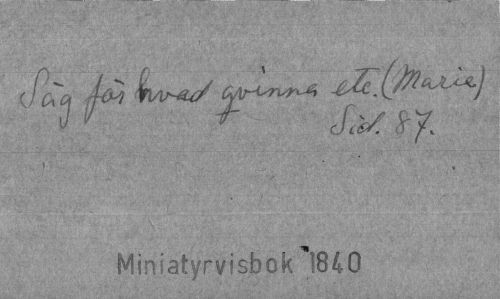 Säg för hvad qvinna etc. (Marie)
Sid. 87.
Miniatyrvisbok 1840